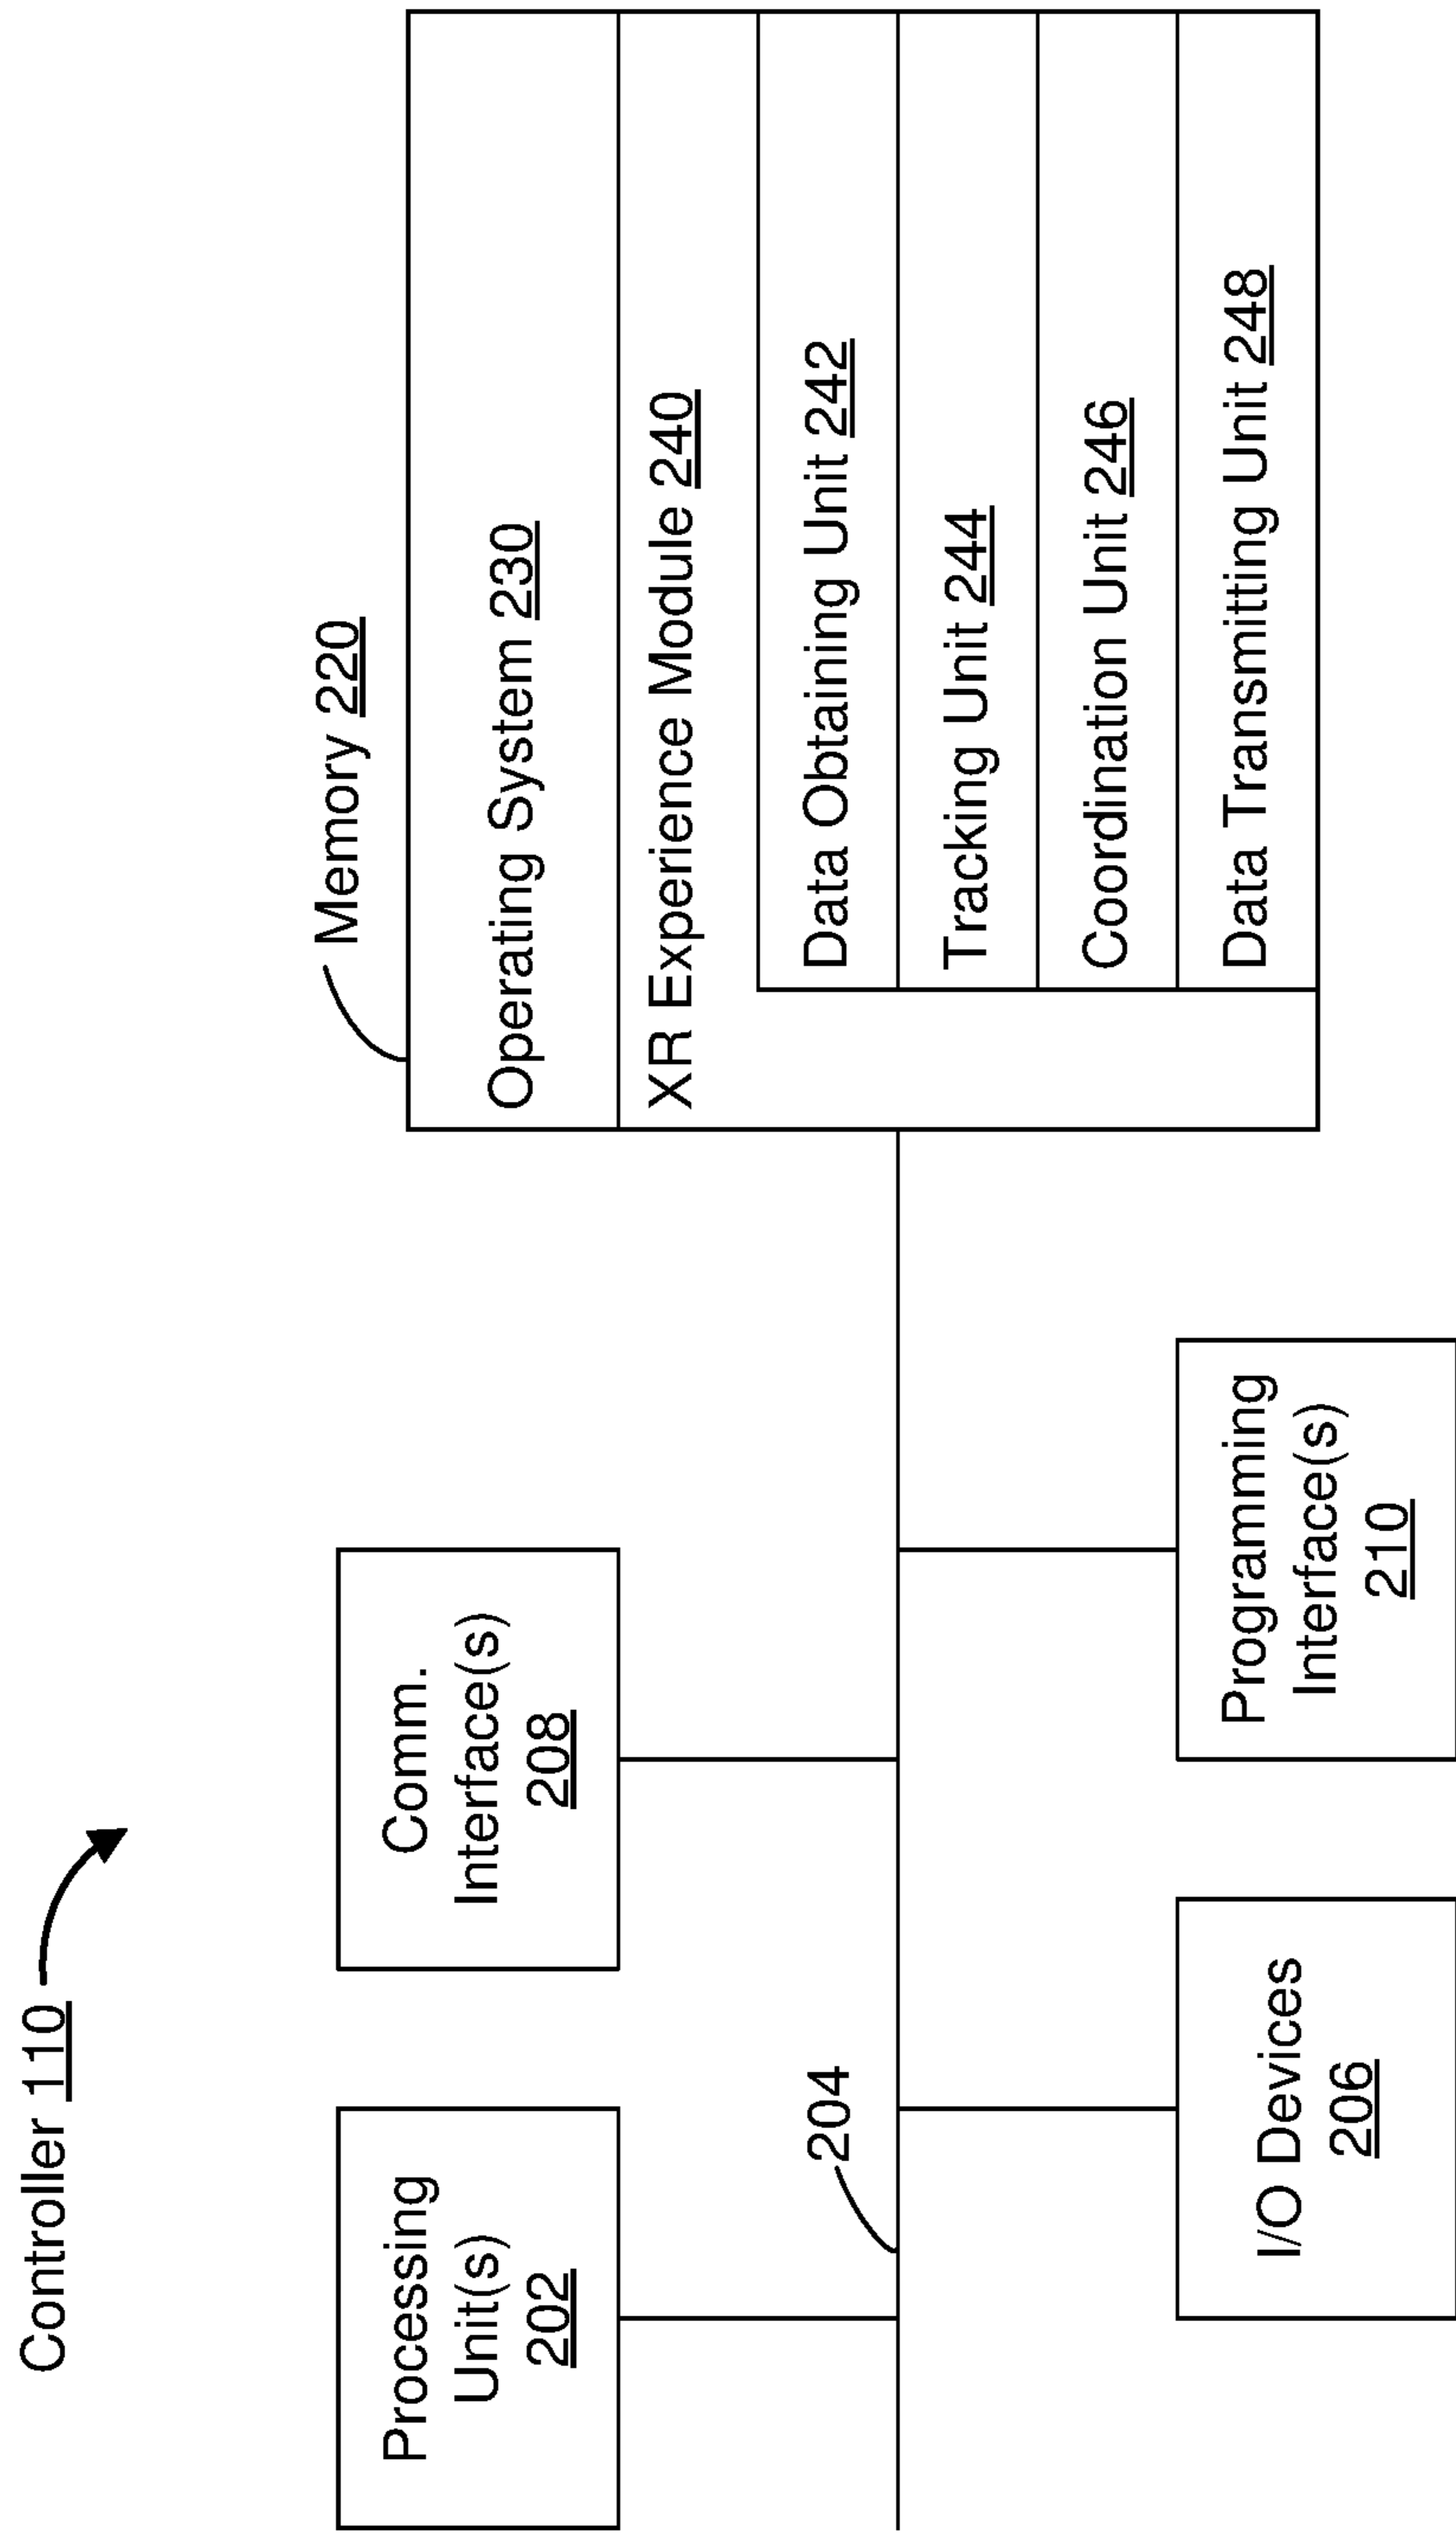 Controller 110
Processing
Unit(s)
202
Comm.
Interface(s)
208
Memory 220
Operating System 230
XR Experience Module 240
Data Obtaining Unit 242
Tracking Unit 244
Coordination Unit 246
Data Transmitting Unit 248
204
I/O Devices
206
Programming
Interface(s)
210